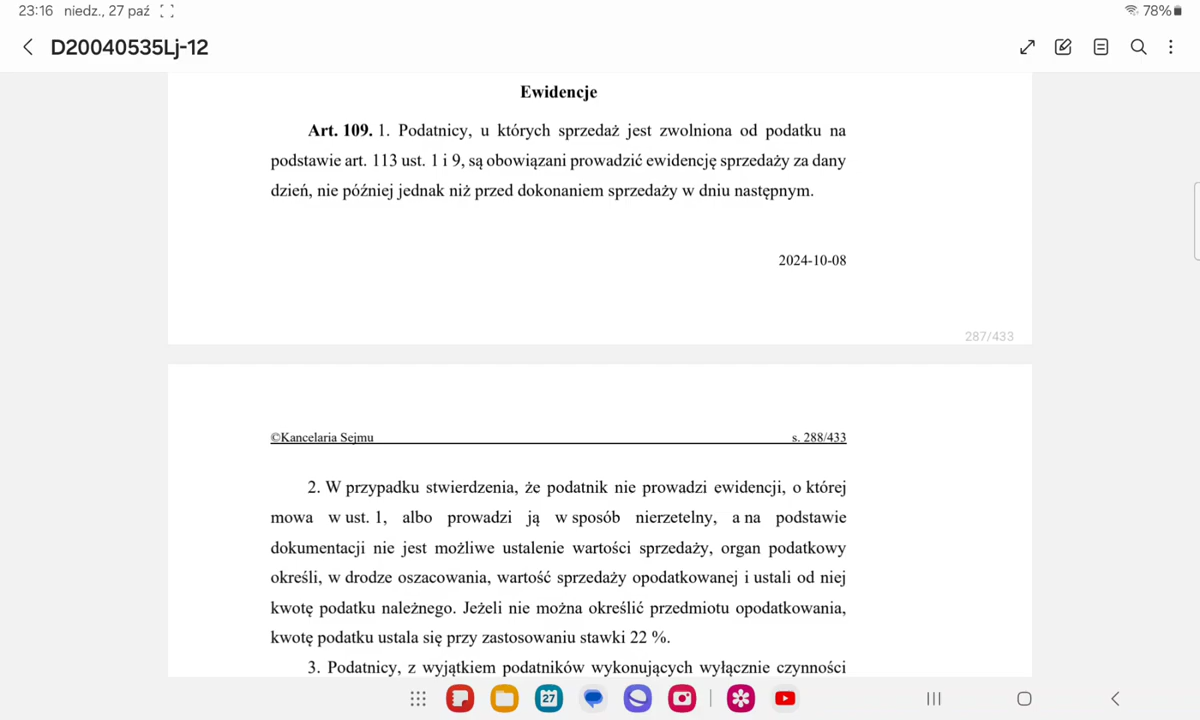 23:16 niedz., 27 paź 78%
D20040535Lj-12
Ewidencje
Art. 109. 1. Podatnicy, u których sprzedaż jest zwolniona od podatku na
podstawie art. 113 ust. 1 i 9, są obowiązani prowadzić ewidencję sprzedaży za dany
dzień, nie później jednak niż przed dokonaniem sprzedaży w dniu następnym.
2024-10-08
287/433
©Kancelaria Sejmu s. 288/433
2. W przypadku stwierdzenia, że podatnik nie prowadzi ewidencji, o której
mowa w ust. 1, albo prowadzi ją w sposób nierzetelny, a na podstawie
dokumentacji nie jest możliwe ustalenie wartości sprzedaży, organ podatkowy
określi, w drodze oszacowania, wartość sprzedaży opodatkowanej i ustali od niej
kwotę podatku należnego. Jeżeli nie można określić przedmiotu opodatkowania,
kwotę podatku ustala się przy zastosowaniu stawki 22 %.
3. Podatnicy, z wyjątkiem podatników wykonujących wyłącznie czynności
27